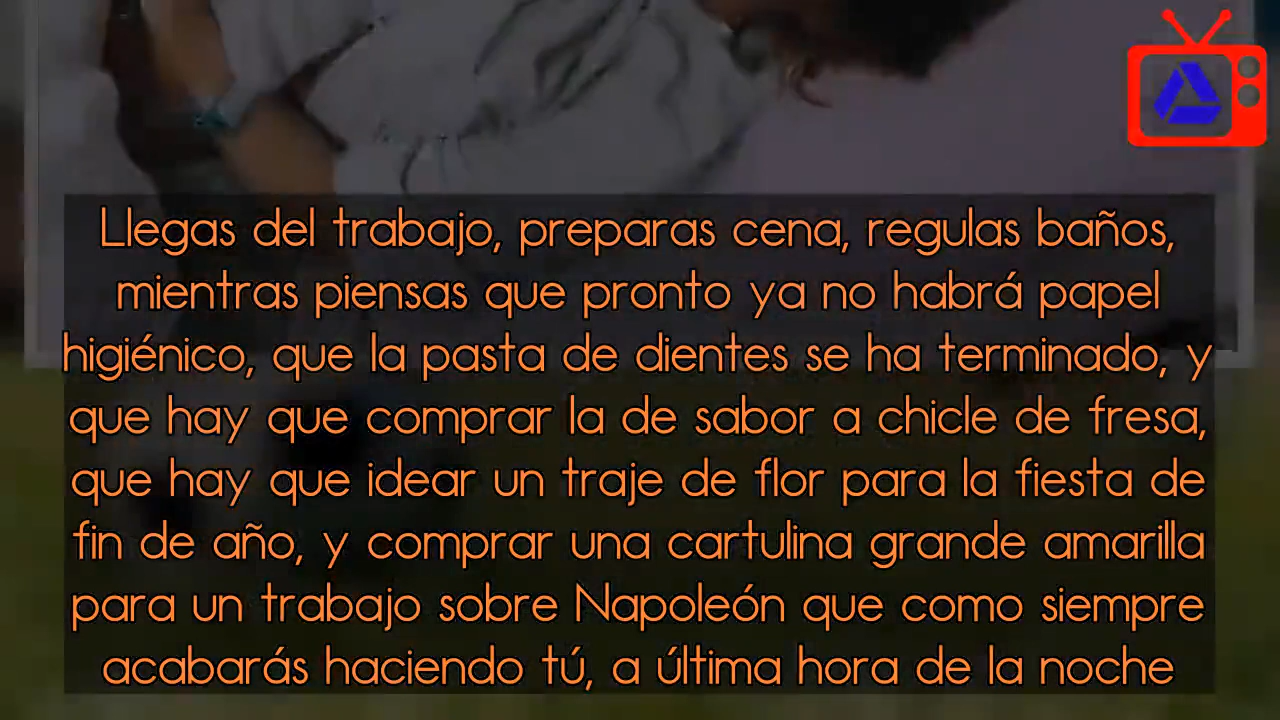 Llegas del trabajo, preparas cena, regulas baños,
mientras piensas que pronto ya no habrá papel
higiénico, que la pasta de dientes se ha terminado, y
que hay que comprar la de sabor a chicle de fresa,
que hay que idear un traje de flor para la fiesta de
fin de año, y comprar una cartulina grande amarilla
para un trabajo sobre Napoleón que como siempre
acabarás haciendo tú, a última hora de la noche